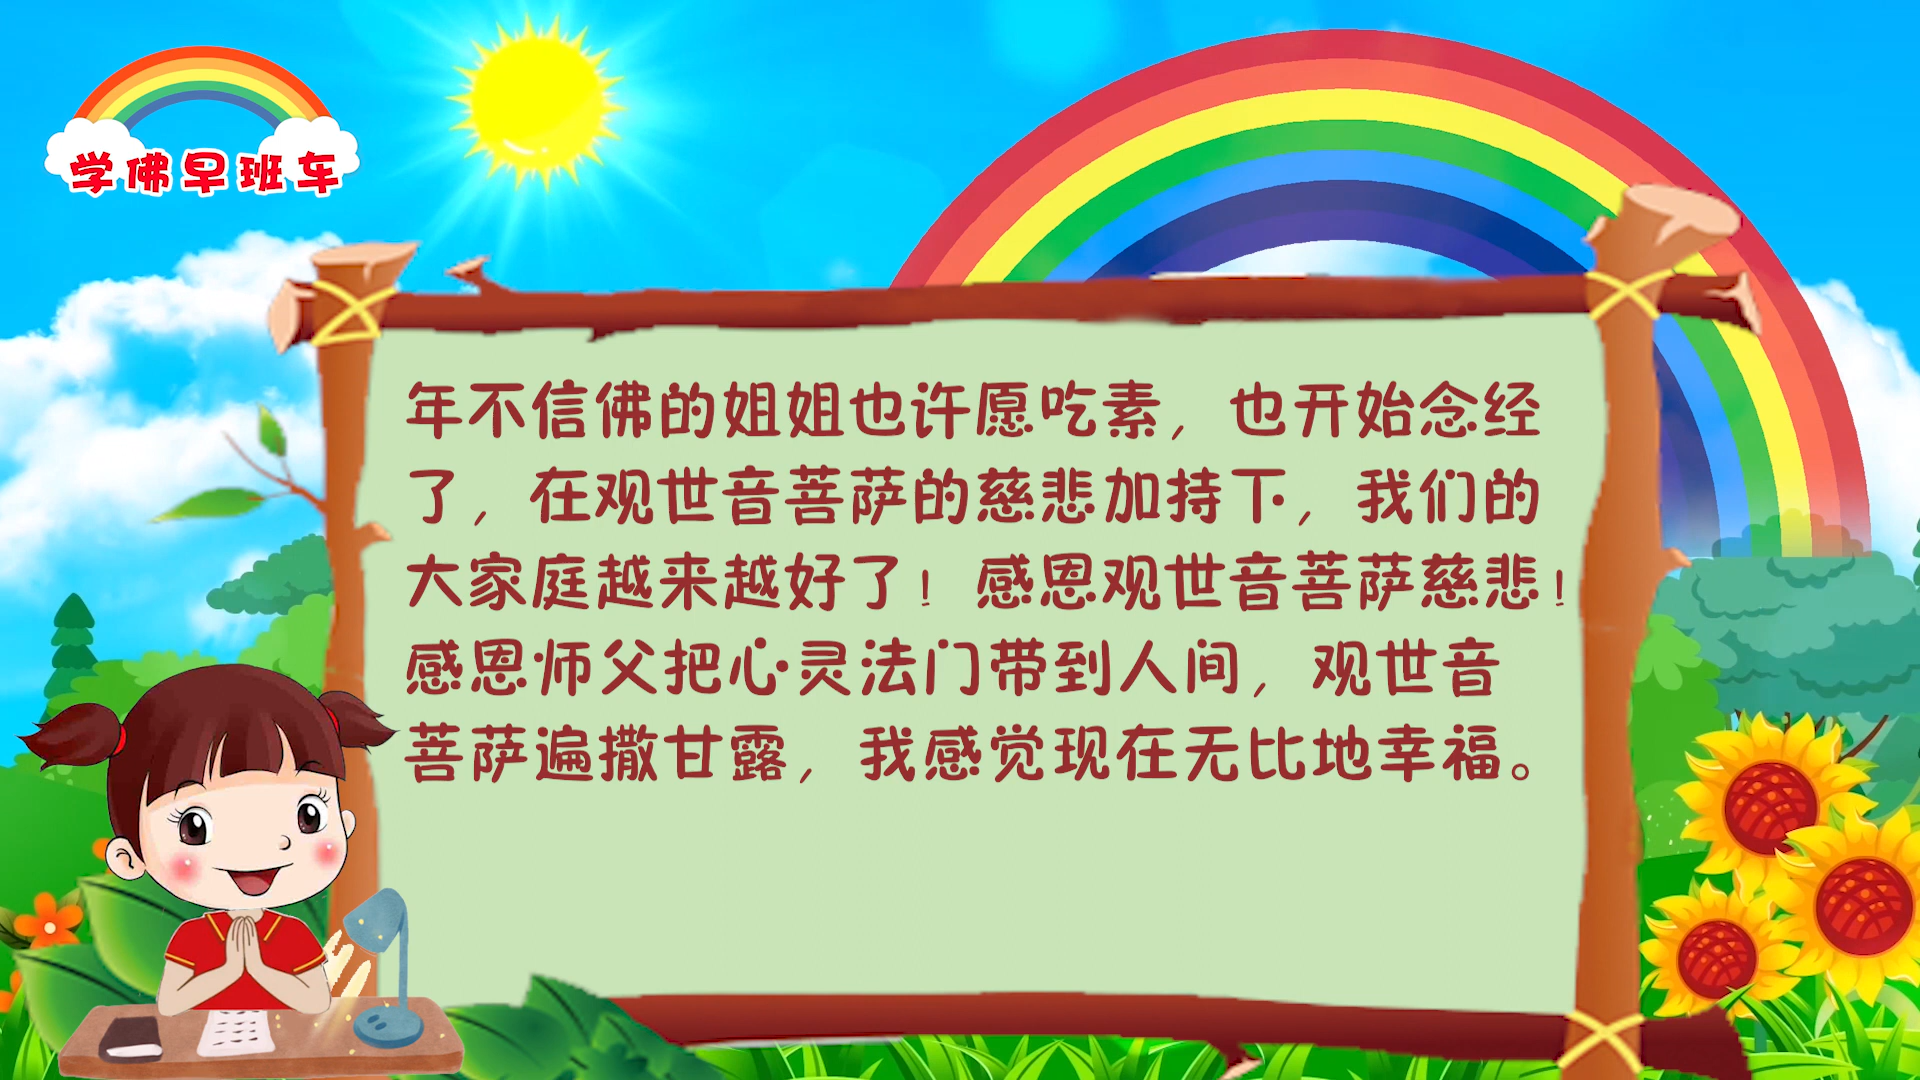 学佛早班车
年不信佛的姐姐也许愿吃素，也开始念经
了，在观世音菩萨的慈悲加持下，我们的
大家庭越来越好了！感恩观世音菩萨慈悲！
感恩师父把心灵法门带到人间，观世音
菩萨遍撒甘露，我感觉现在无比地幸福。